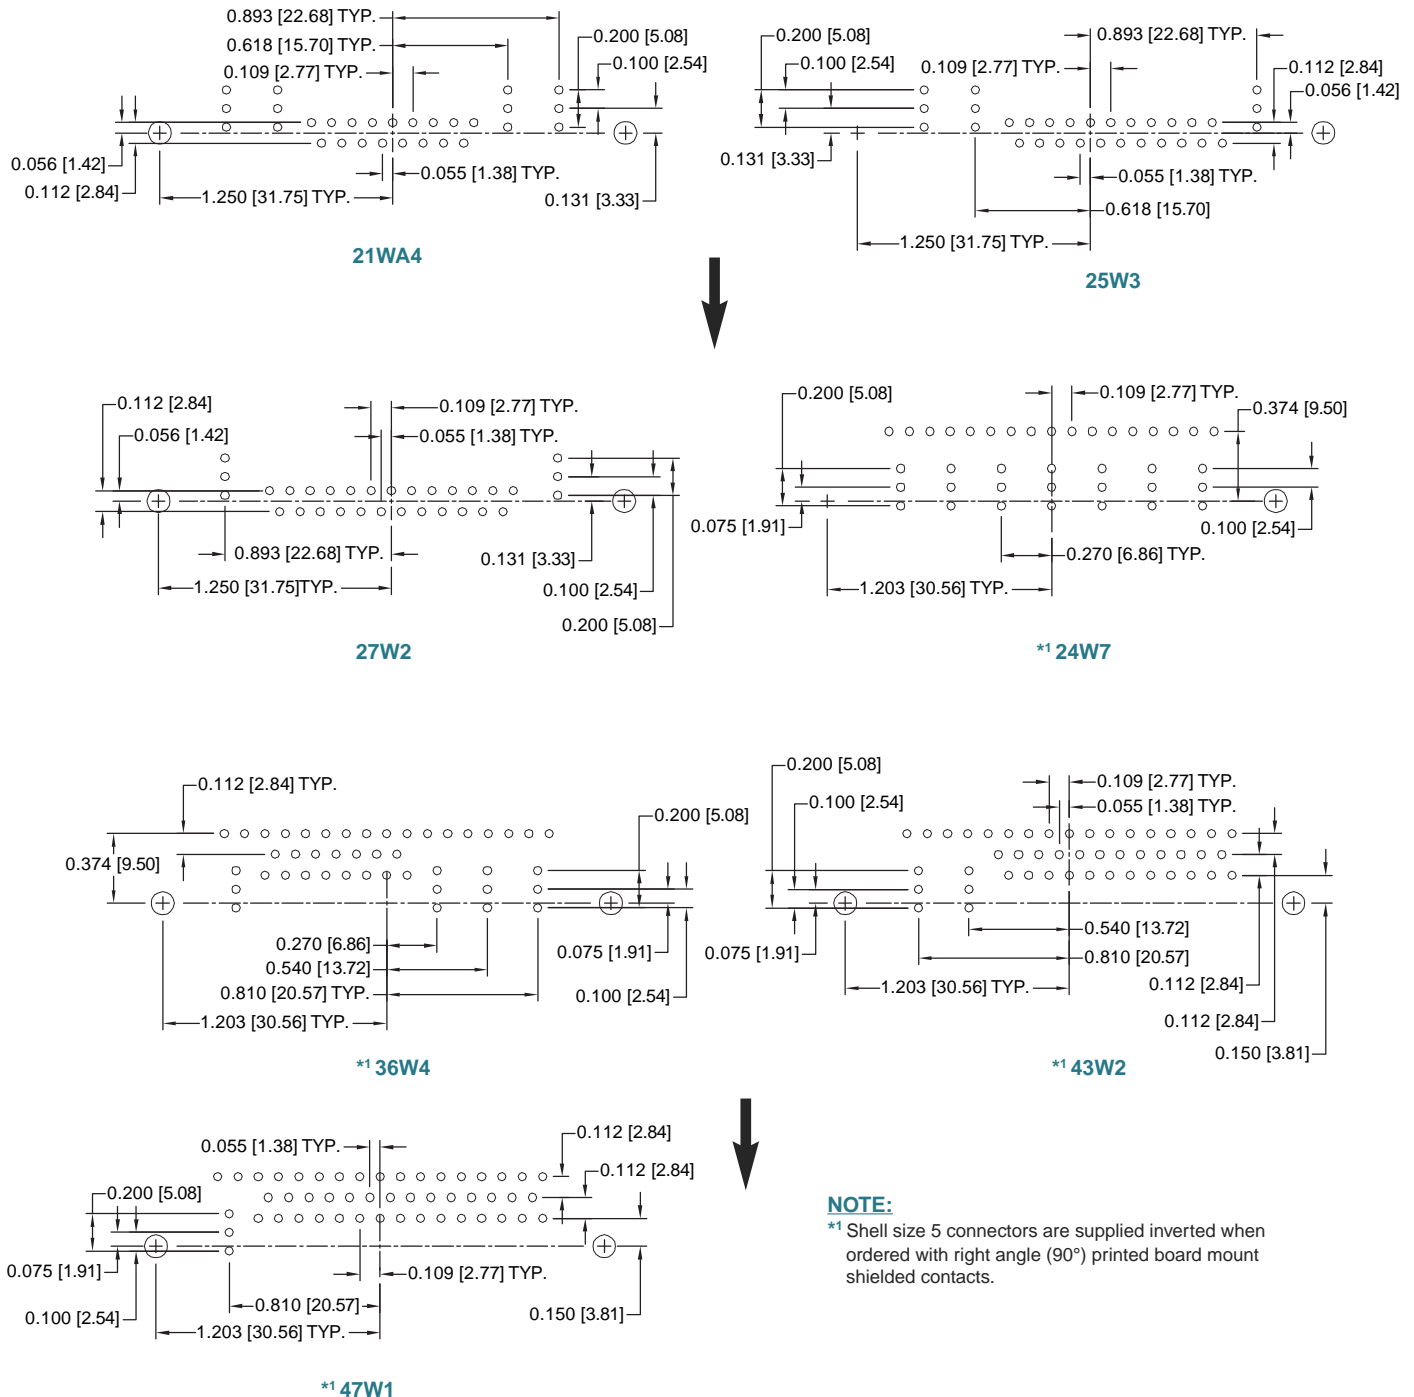 0.893 [22.68] TYP.
0.618 [15.70] TYP.
0.109 [2.77] TYP.
0.200 [5.08]
0.100 [2.54]
0.056 [1.42]
0.112 [2.84]
0.055 [1.38] TYP.
1.250 [31.75] TYP.
0.131 [3.33]
21WA4
0.200 [5.08]
0.100 [2.54]
0.893 [22.68] TYP.
0.109 [2.77] TYP.
0.112 [2.84]
0.056 [1.42]
0.131 [3.33]
0.055 [1.38] TYP.
0.618 [15.70]
1.250 [31.75] TYP.
25W3
0.112 [2.84]
0.056 [1.42]
0.109 [2.77] TYP.
0.055 [1.38] TYP.
0.893 [22.68] TYP.
0.131 [3.33]
1.250 [31.75]TYP.
0.100 [2.54]
0.200 [5.08]
27W2
0.200 [5.08]
0.109 [2.77] TYP.
0.374 [9.50]
0.075 [1.91]
0.100 [2.54]
0.270 [6.86] TYP.
1.203 [30.56] TYP.
*1 24W7
0.112 [2.84] TYP.
0.200 [5.08]
0.374 [9.50]
0.270 [6.86]
0.075 [1.91]
0.540 [13.72]
0.810 [20.57] TYP.
0.100 [2.54]
1.203 [30.56] TYP.
*1 36W4
0.200 [5.08]
0.109 [2.77] TYP.
0.100 [2.54]
0.055 [1.38] TYP.
0.540 [13.72]
0.075 [1.91]
0.810 [20.57]
1.203 [30.56] TYP.
0.112 [2.84]
0.112 [2.84]
0.150 [3.81]
*1 43W2
0.055 [1.38] TYP.
0.112 [2.84]
0.112 [2.84]
0.200 [5.08]
0.075 [1.91]
0.109 [2.77] TYP.
0.100 [2.54]
0.810 [20.57]
0.150 [3.81]
1.203 [30.56] TYP.
*1 47W1
NOTE:
*1 Shell size 5 connectors are supplied inverted when
ordered with right angle (90°) printed board mount
shielded contacts.